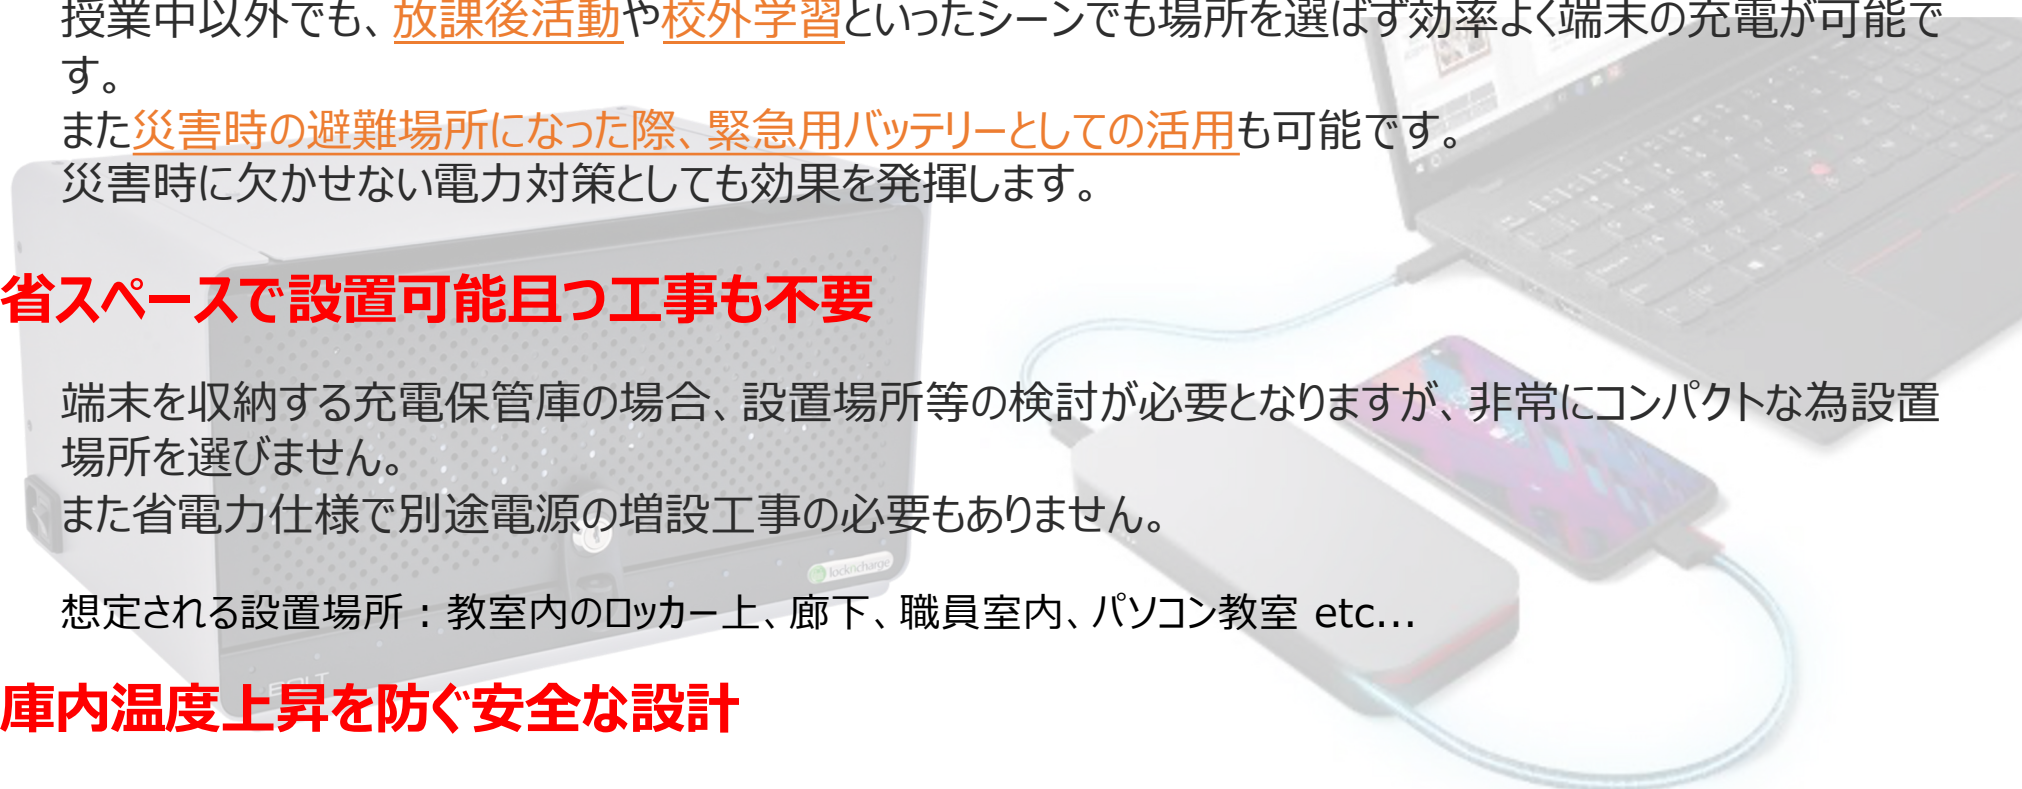 授業中以外でも、放課後活動や校外学習といったシーンでも場所を選ばず効率よく端末の充電が可能で
す。
また災害時の避難場所になった際、緊急用バッテリーとしての活用も可能です。
災害時に欠かせない電力対策としても効果を発揮します。
省スペースで設置可能且つ工事も不要
端末を収納する充電保管庫の場合、設置場所等の検討が必要となりますが、非常にコンパクトな為設置
場所を選びません。
また省電力仕様で別途電源の増設工事の必要もありません。
lockncharge
想定される設置場所：教室内のロッカー上、廊下、職員室内、パソコン教室 etc…
BOLT
庫内温度上昇を防ぐ安全な設計